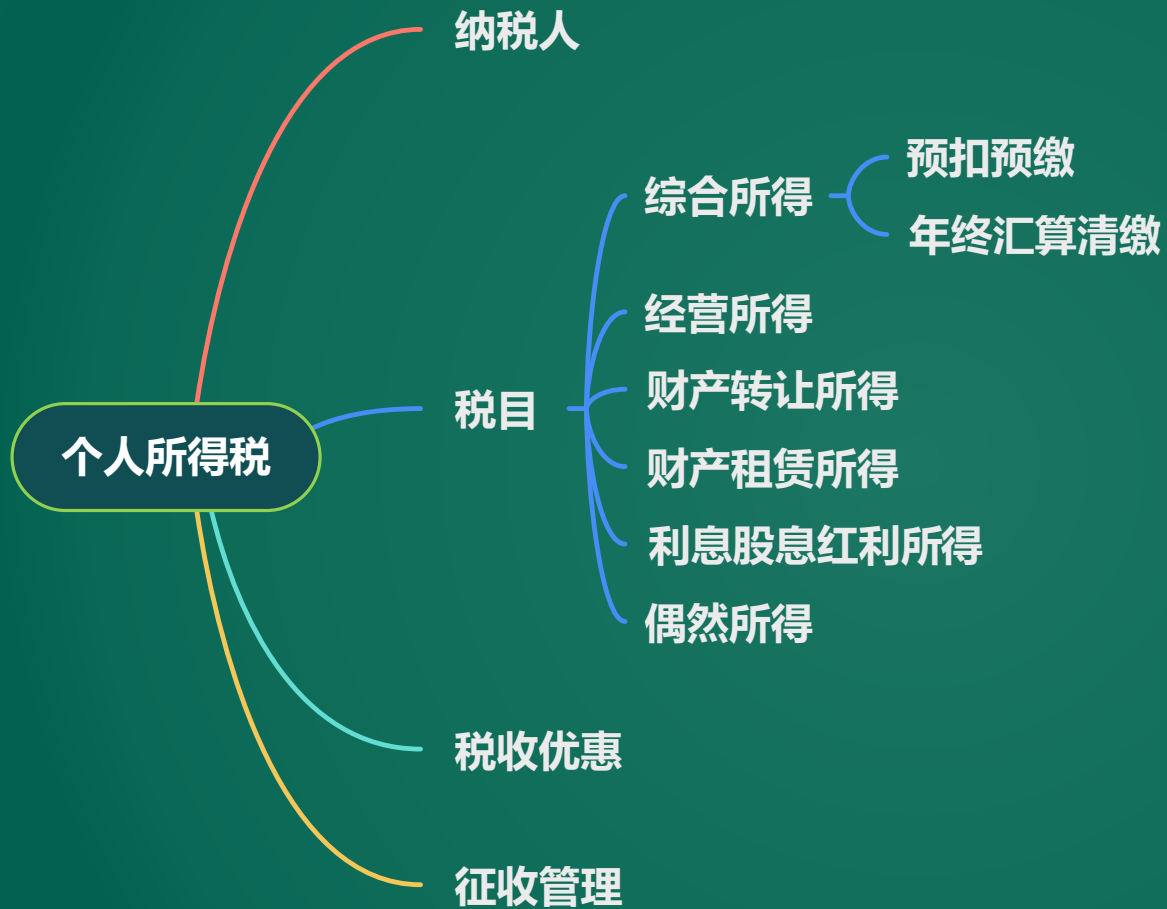 个人所得税
纳税人
税目
综合所得
预扣预缴
年终汇算清缴
经营所得
财产转让所得
财产租赁所得
利息股息红利所得
偶然所得
税收优惠
征收管理